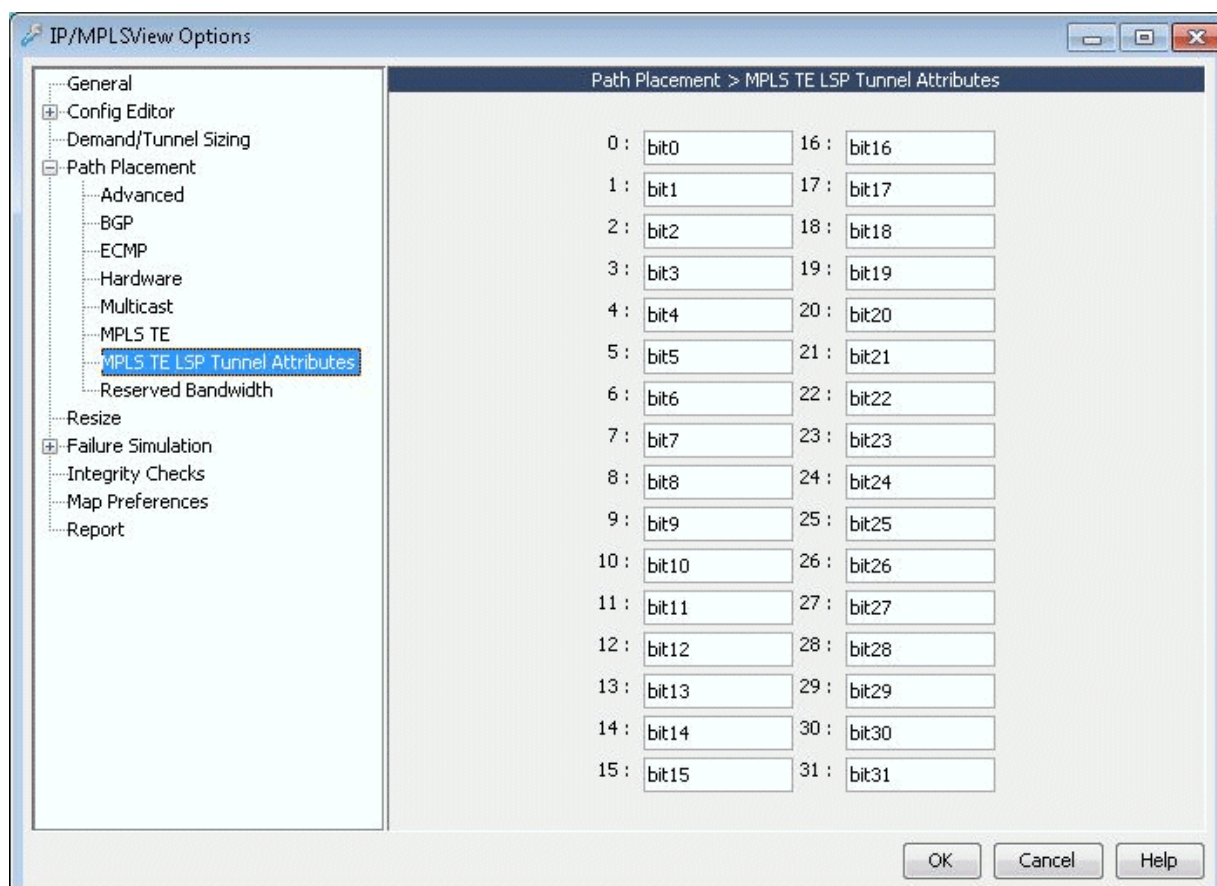 IP/MPLSView Options
General
Config Editor
Demand/Tunnel Sizing
Path Placement
Advanced
BGP
ECMP
Hardware
Multicast
MPLS TE
MPLS TE LSP Tunnel Attributes
Reserved Bandwidth
Resize
Failure Simulation
Integrity Checks
Map Preferences
Report
Path Placement > MPLS TE LSP Tunnel Attributes
0 : bit0 16 : bit16
1 : bit1 17 : bit17
2 : bit2 18 : bit18
3 : bit3 19 : bit19
4 : bit4 20 : bit20
5 : bit5 21 : bit21
6 : bit6 22 : bit22
7 : bit7 23 : bit23
8 : bit8 24 : bit24
9 : bit9 25 : bit25
10 : bit10 26 : bit26
11 : bit11 27 : bit27
12 : bit12 28 : bit28
13 : bit13 29 : bit29
14 : bit14 30 : bit30
15 : bit15 31 : bit31
OK Cancel Help